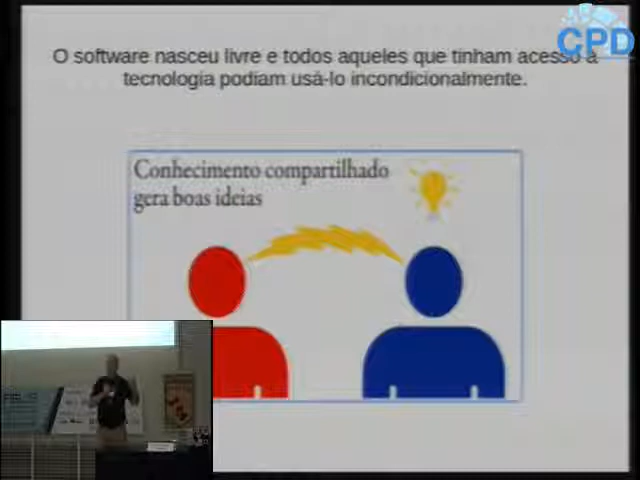 CPD
O software nasceu livre e todos aqueles que tinham acesso a
tecnologia podiam usá-lo incondicionalmente.
Conhecimento compartilhado
gera boas ideias